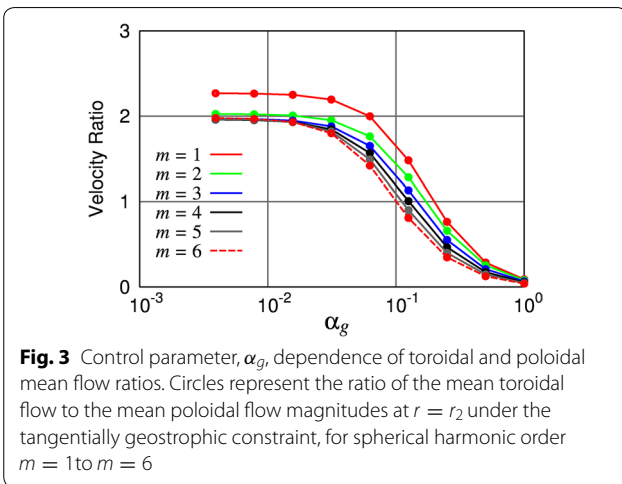 3
2
1
0
Velocity Ratio
m = 1
m = 2
m = 3
m = 4
m = 5
m = 6
10⁻³ 10⁻² 10⁻¹ 10⁰
α_g
Fig. 3 Control parameter, α_g, dependence of toroidal and poloidal
mean flow ratios. Circles represent the ratio of the mean toroidal
flow to the mean poloidal flow magnitudes at r = r₂ under the
tangentially geostrophic constraint, for spherical harmonic order
m = 1 to m = 6